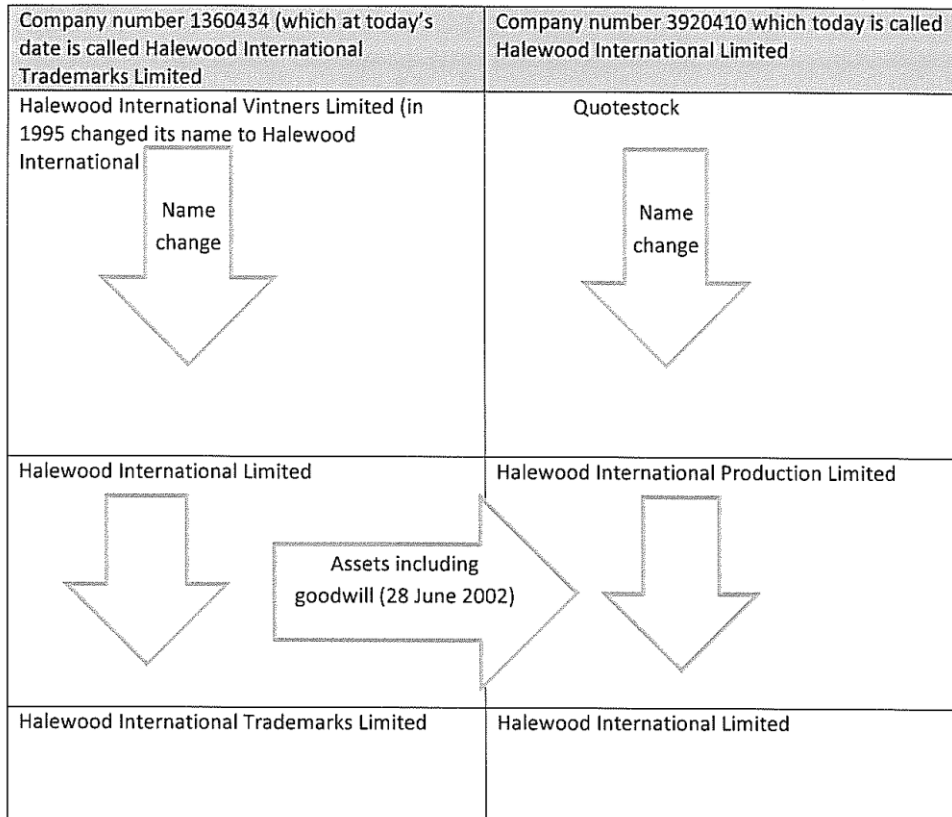 Company number 1360434 (which at today's
date is called Halewood International
Trademarks Limited
Company number 3920410 which today is called
Halewood International Limited
Halewood International Vintners Limited (in
1995 changed its name to Halewood
International
Name
change
Quotestock
Name
change
Halewood International Limited
Assets including
goodwill (28 June 2002)
Halewood International Production Limited
Halewood International Trademarks Limited
Halewood International Limited